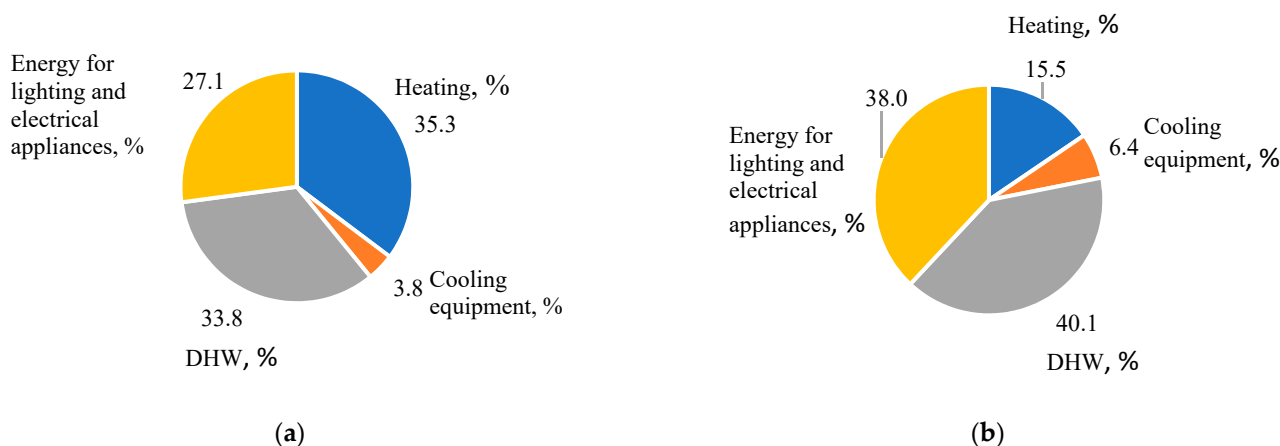 Energy for
lighting and
electrical
appliances, %
27.1
Heating, %
35.3
3.8
Cooling
equipment, %
33.8
DHW, %
(a)
Heating, %
15.5
38.0
Energy for
lighting and
electrical
appliances, %
6.4
Cooling
equipment, %
40.1
DHW, %
(b)